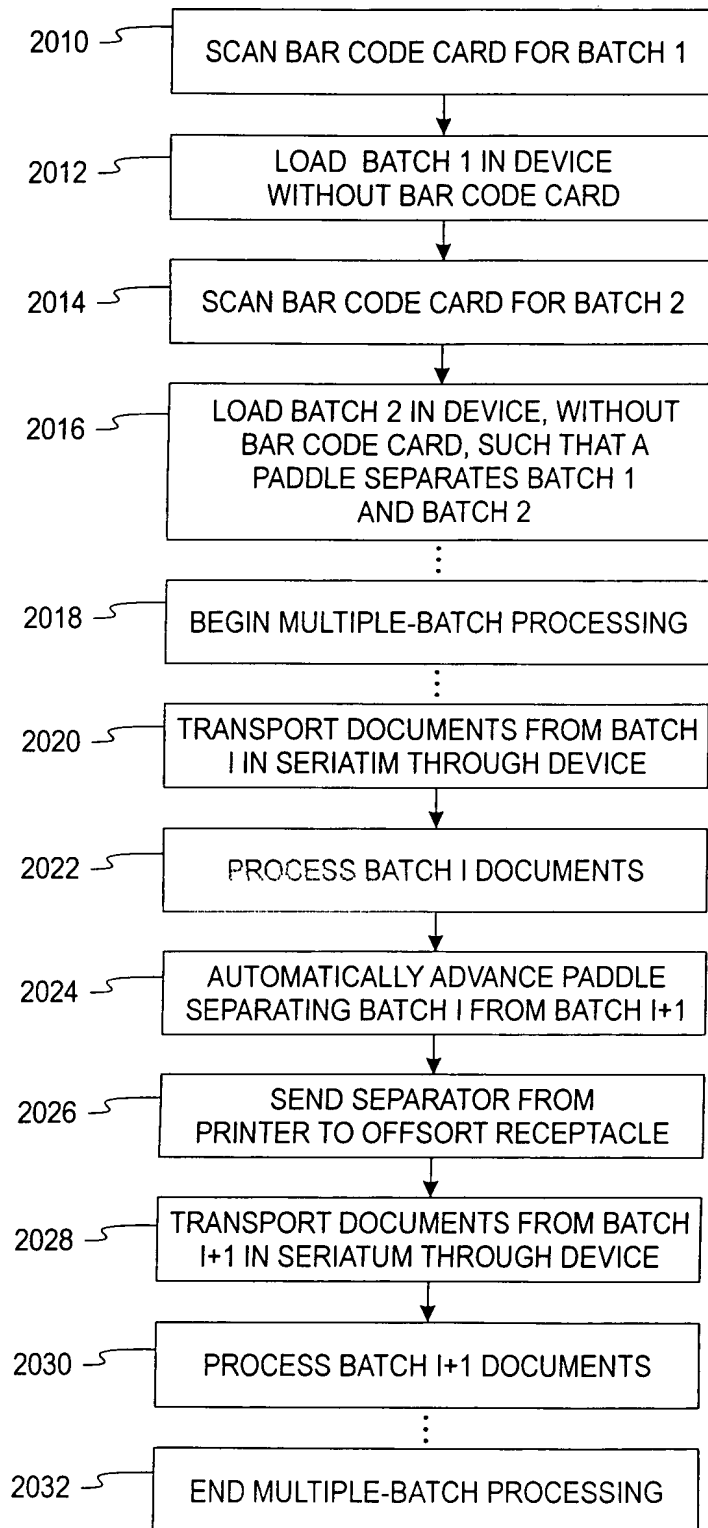 2010
SCAN BAR CODE CARD FOR BATCH 1
2012
LOAD BATCH 1 IN DEVICE
WITHOUT BAR CODE CARD
2014
SCAN BAR CODE CARD FOR BATCH 2
2016
LOAD BATCH 2 IN DEVICE, WITHOUT
BAR CODE CARD, SUCH THAT A
PADDLE SEPARATES BATCH 1
AND BATCH 2
2018
BEGIN MULTIPLE-BATCH PROCESSING
2020
TRANSPORT DOCUMENTS FROM BATCH
I IN SERIATIM THROUGH DEVICE
2022
PROCESS BATCH I DOCUMENTS
2024
AUTOMATICALLY ADVANCE PADDLE
SEPARATING BATCH I FROM BATCH I+1
2026
SEND SEPARATOR FROM
PRINTER TO OFFSORT RECEPTACLE
2028
TRANSPORT DOCUMENTS FROM BATCH
I+1 IN SERIATUM THROUGH DEVICE
2030
PROCESS BATCH I+1 DOCUMENTS
2032
END MULTIPLE-BATCH PROCESSING